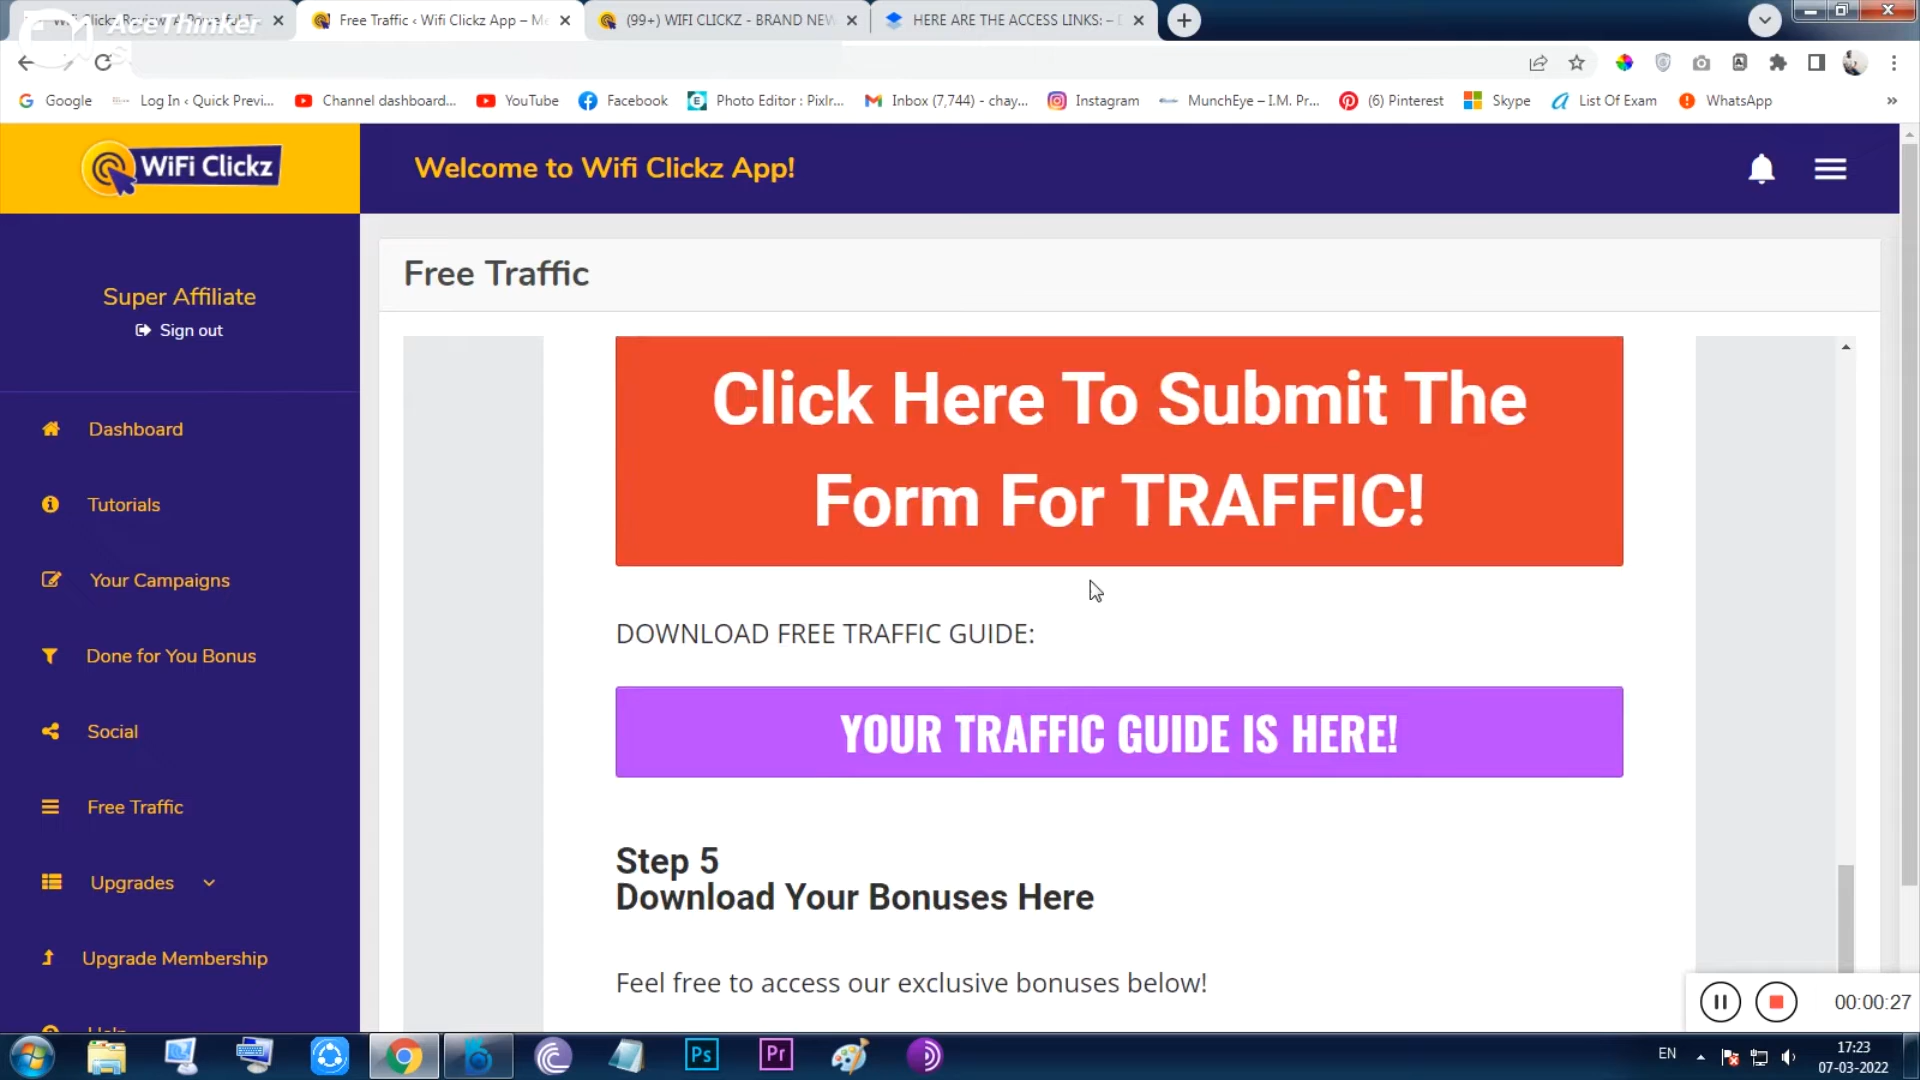 AceThinker
Free Traffic ‹ Wifi Clickz App – Me
(99+) WIFI CLICKZ - BRAND NEW
HERE ARE THE ACCESS LINKS: –
Google
Log In ‹ Quick Previ...
Channel dashboard...
YouTube
Facebook
Photo Editor : Pixlr...
Inbox (7,744) - chay...
Instagram
MunchEye – I.M. Pr...
(6) Pinterest
Skype
List Of Exam
WhatsApp
»
WiFi Clickz
Welcome to Wifi Clickz App!
Super Affiliate
Sign out
Dashboard
Tutorials
Your Campaigns
Done for You Bonus
Social
Free Traffic
Upgrades
Upgrade Membership
Help
Free Traffic
Click Here To Submit The
Form For TRAFFIC!
DOWNLOAD FREE TRAFFIC GUIDE:
YOUR TRAFFIC GUIDE IS HERE!
Step 5
Download Your Bonuses Here
Feel free to access our exclusive bonuses below!
00:00:27
Ps
Pr
EN
17:23
07-03-2022